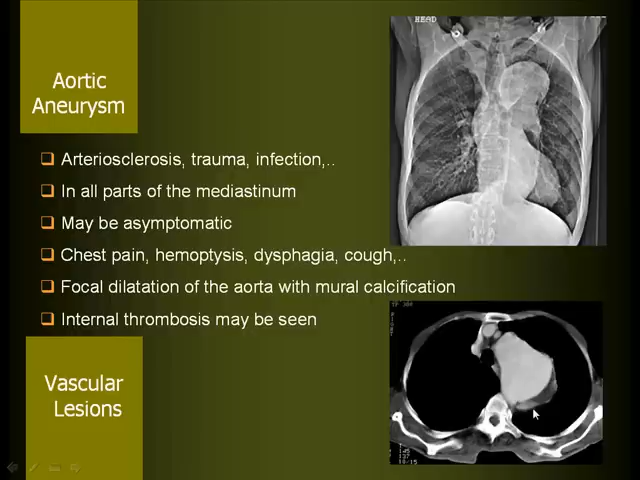 Aortic
Aneurysm
Arteriosclerosis, trauma, infection,..
In all parts of the mediastinum
May be asymptomatic
Chest pain, hemoptysis, dysphagia, cough,..
Focal dilatation of the aorta with mural calcification
Internal thrombosis may be seen
Vascular
Lesions
HEAD